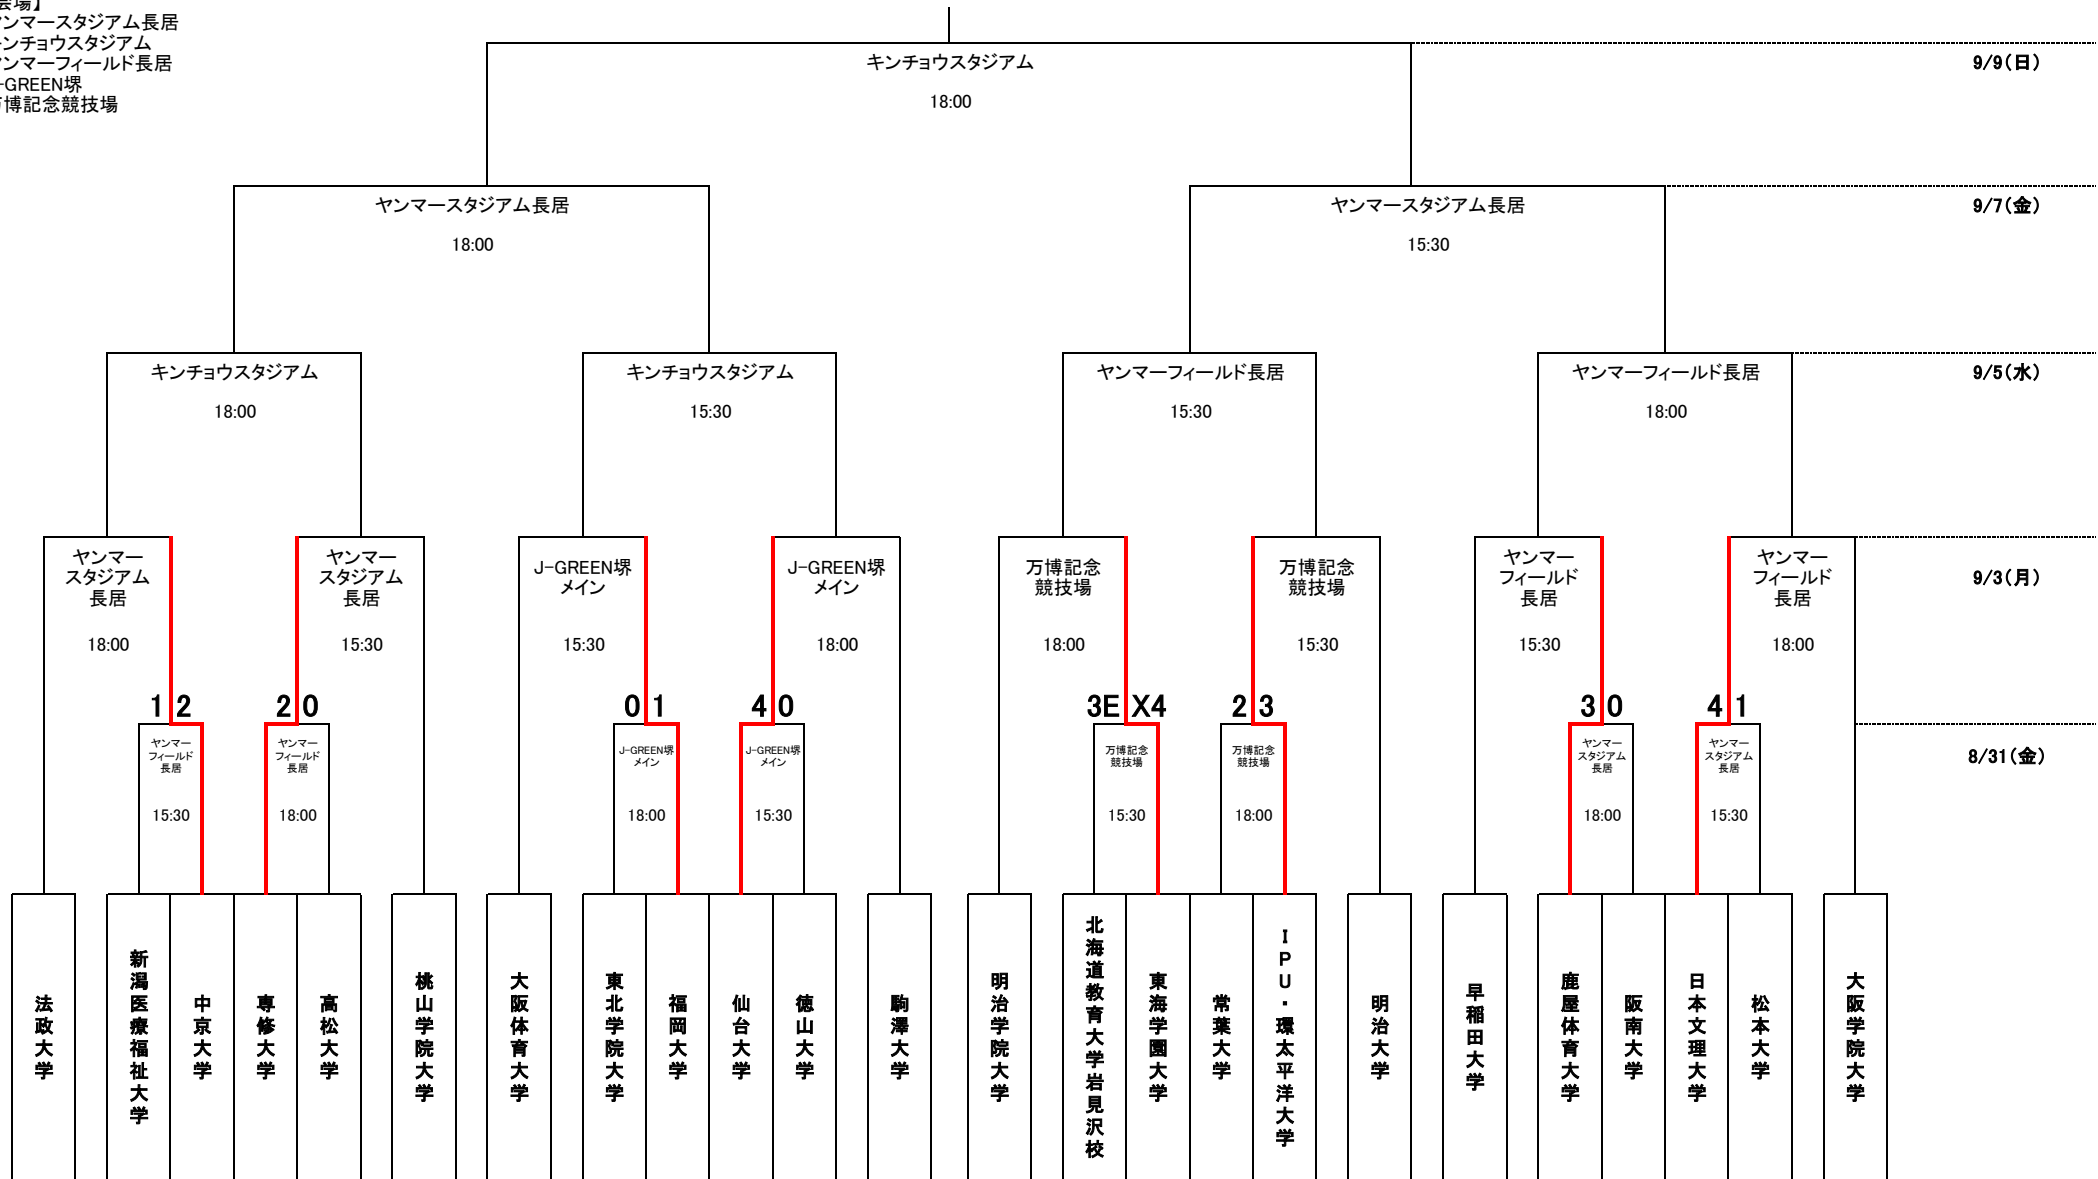 会場】
ンマースタジアム長居
ンチョウスタジアム
ンマーフィールド長居
-GREEN堺
博記念競技場
キンチョウスタジアム
18:00
9/9(日)
ヤンマースタジアム長居
18:00
ヤンマースタジアム長居
15:30
9/7(金)
キンチョウスタジアム
18:00
キンチョウスタジアム
15:30
ヤンマーフィールド長居
15:30
ヤンマーフィールド長居
18:00
9/5(水)
ヤンマー
スタジアム
長居
18:00
ヤンマー
スタジアム
長居
15:30
J-GREEN堺
メイン
15:30
J-GREEN堺
メイン
18:00
万博記念
競技場
18:00
万博記念
競技場
15:30
ヤンマー
フィールド
長居
15:30
ヤンマー
フィールド
長居
18:00
9/3(月)
1 2
2 0
0 1
4 0
3E X4
2 3
3 0
4 1
ヤンマー
フィールド
長居
15:30
ヤンマー
フィールド
長居
18:00
J-GREEN堺
メイン
18:00
J-GREEN堺
メイン
15:30
万博記念
競技場
15:30
万博記念
競技場
18:00
ヤンマー
スタジアム
長居
18:00
ヤンマー
スタジアム
長居
15:30
8/31(金)
法政大学
新潟医療福祉大学
中京大学
専修大学
高松大学
桃山学院大学
大阪体育大学
東北学院大学
福岡大学
仙台大学
徳山大学
駒澤大学
明治学院大学
北海道教育大学岩見沢校
東海学園大学
常葉大学
IPU・環太平洋大学
明治大学
早稲田大学
鹿屋体育大学
阪南大学
日本文理大学
松本大学
大阪学院大学